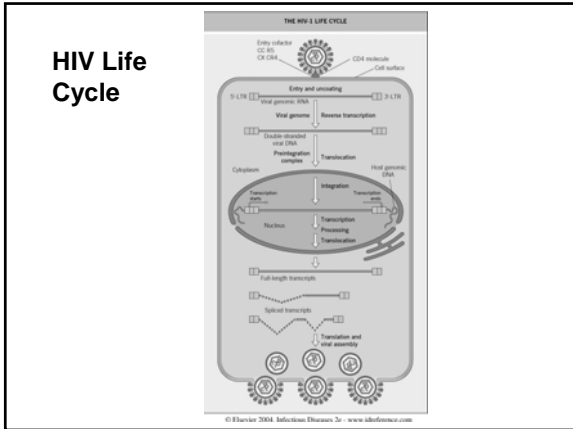 HIV Life
Cycle
THE HIV-1 LIFE CYCLE
Entry cofactor
CC R5
CX CR4
CD4 molecule
Cell surface
Entry and uncoating
5'-LTR
3'-LTR
Viral genomic RNA
Viral genome
Reverse transcription
Double-stranded
viral DNA
Preintegration
complex
Translocation
Cytoplasm
Host genomic
DNA
Integration
Transcription
starts
Transcription
ends
Nucleus
Transcription
Processing
Translocation
Full-length transcripts
Spliced transcripts
Translation and
viral assembly
© Elsevier 2004. Infectious Diseases 2e - www.idreference.com